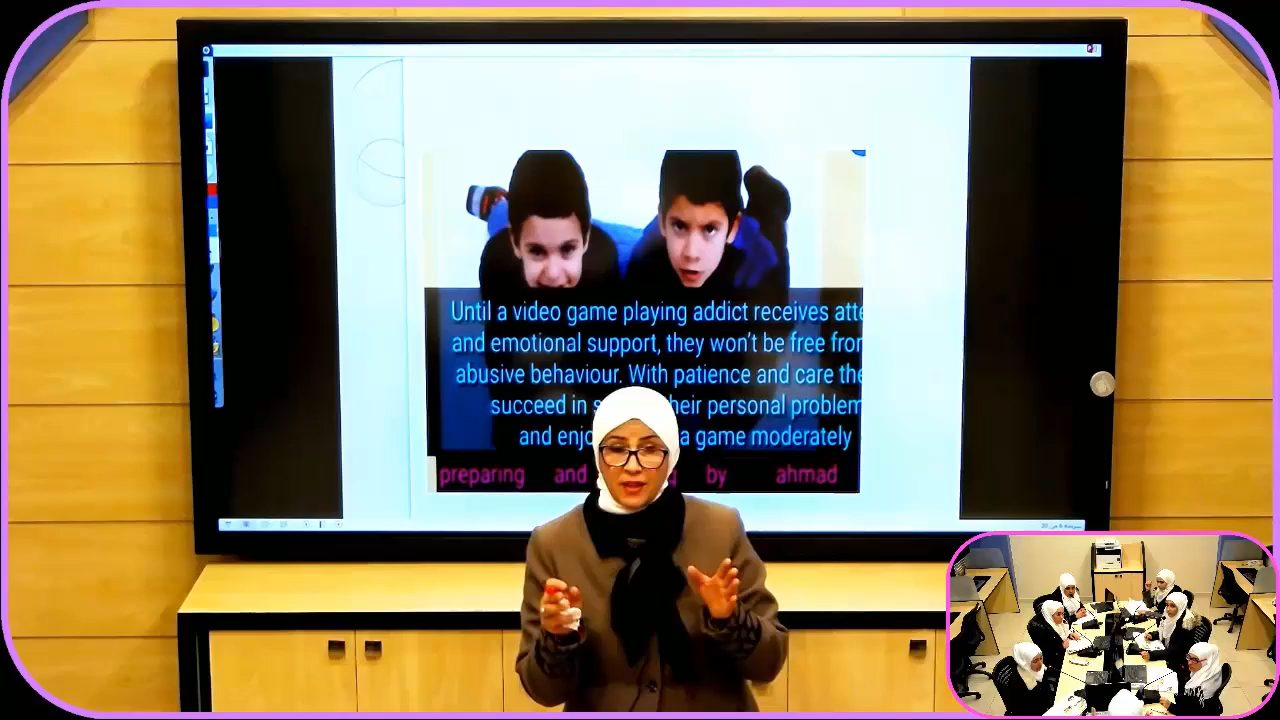 Until a video game playing addict receives atte
and emotional support, they won't be free from
abusive behaviour. With patience and care the
succeed in s heir personal problem
and enjo a game moderately
preparing and by ahmad